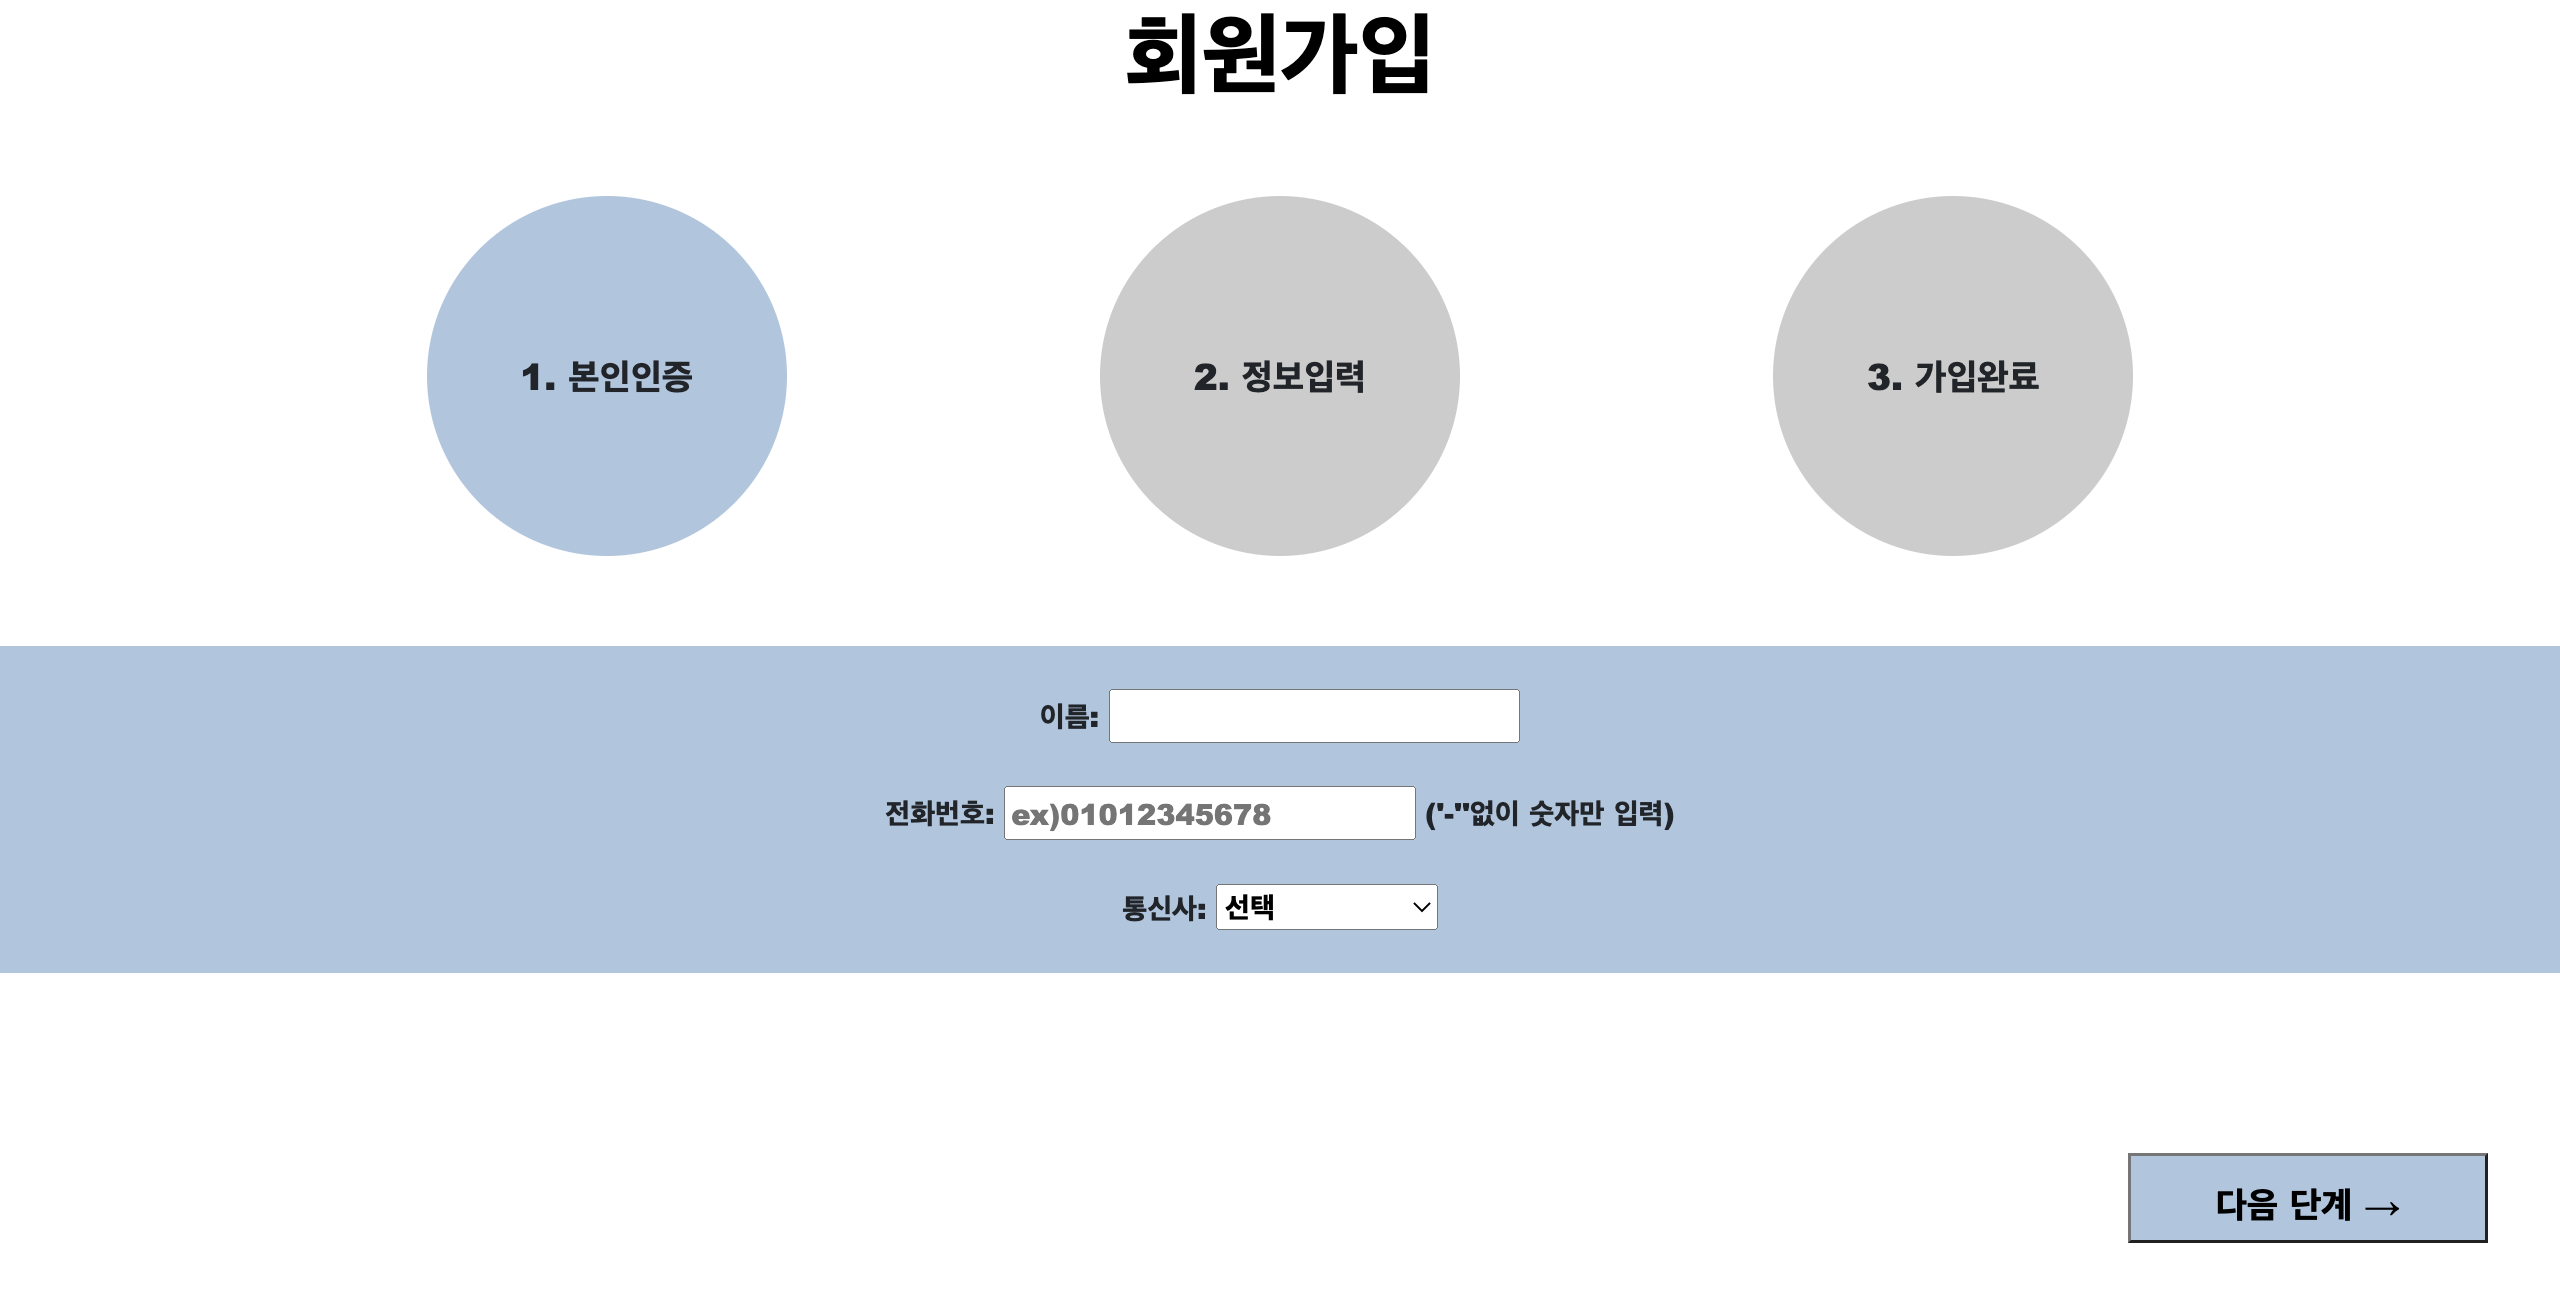 회원가입
1. 본인인증
2. 정보입력
3. 가입완료
이름:
전화번호: ex)01012345678 ('-"없이 숫자만 입력)
통신사: 선택
다음 단계 →